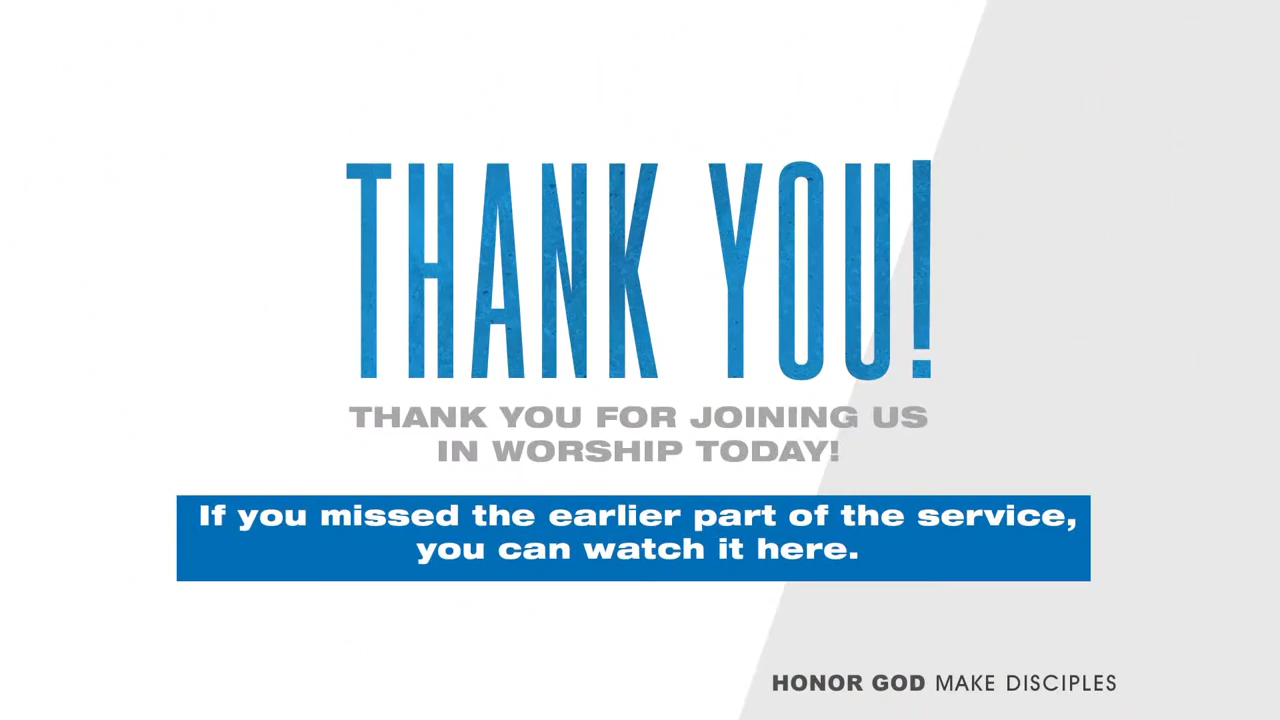 THANK YOU!
THANK YOU FOR JOINING US
IN WORSHIP TODAY!
If you missed the earlier part of the service,
you can watch it here.
HONOR GOD MAKE DISCIPLES